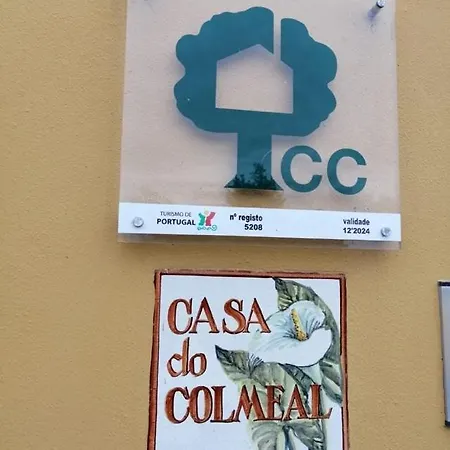 CC
TURISMO DE
PORTUGAL
nº registo
5208
validade
12'2024
CASA
do
COLMEAL